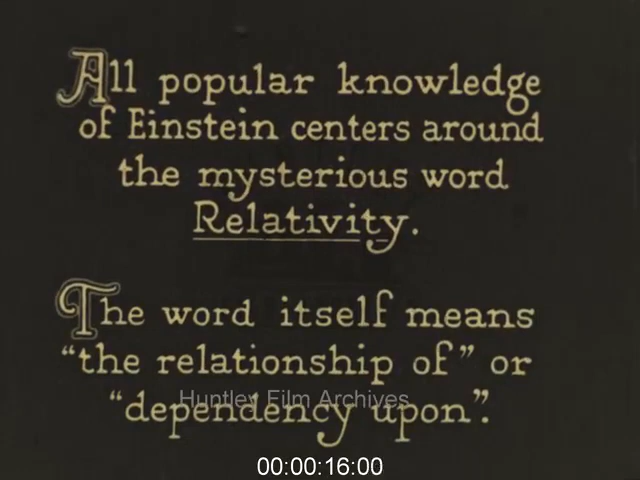 All popular knowledge
of Einstein centers around
the mysterious word
Relativity.
The word itself means
“the relationship of” or
“dependency upon”.
Huntley Film Archives
00:00:16:00